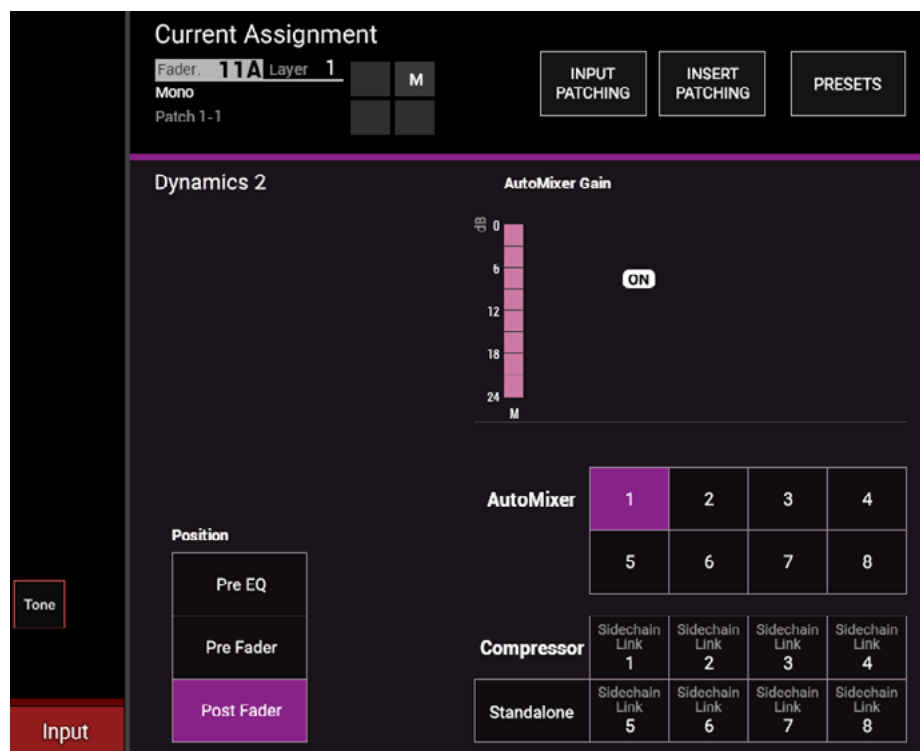 Current Assignment
Fader. 11A Layer 1
Mono
Patch 1-1
M
INPUT
PATCHING
INSERT
PATCHING
PRESETS
Dynamics 2
AutoMixer Gain
dB
0
6
12
18
24
M
ON
AutoMixer
1 2 3 4
5 6 7 8
Position
Pre EQ
Pre Fader
Post Fader
Tone
Input
Compressor
Sidechain Sidechain Sidechain Sidechain
Link Link Link Link
1 2 3 4
Standalone
Sidechain Sidechain Sidechain Sidechain
Link Link Link Link
5 6 7 8